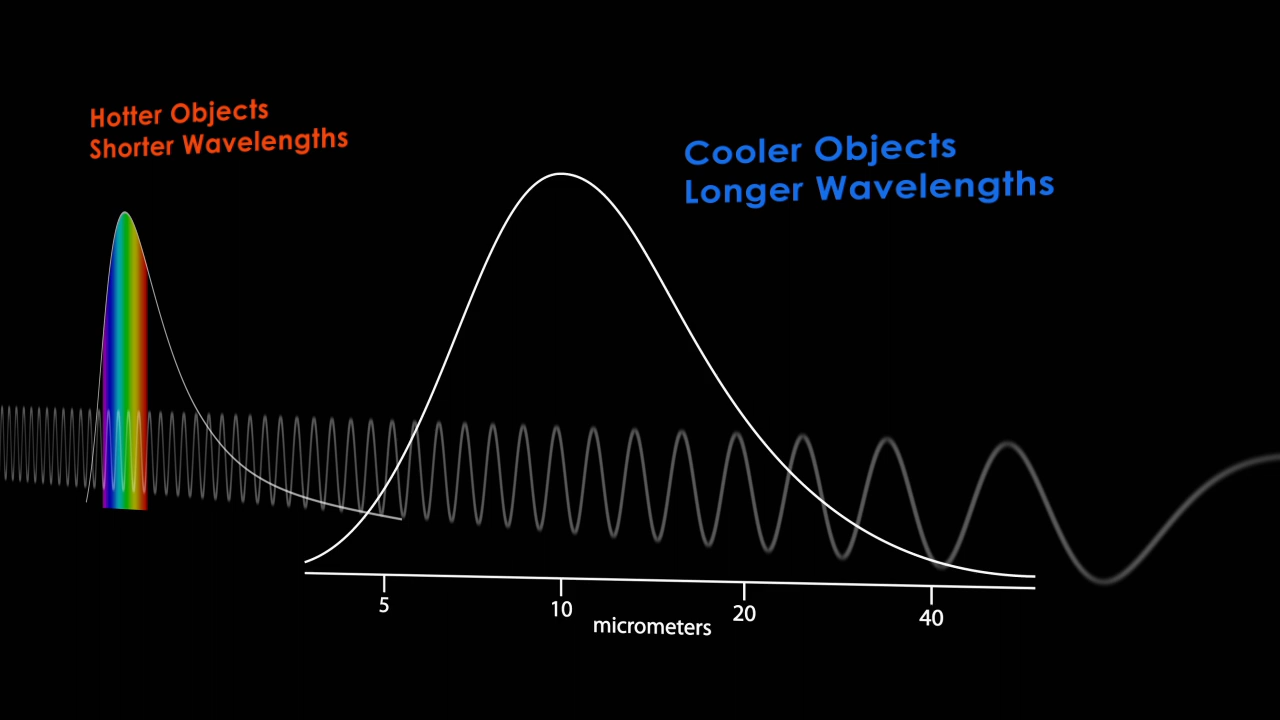 Hotter Objects
Shorter Wavelengths
Cooler Objects
Longer Wavelengths
5 10 20 40
micrometers